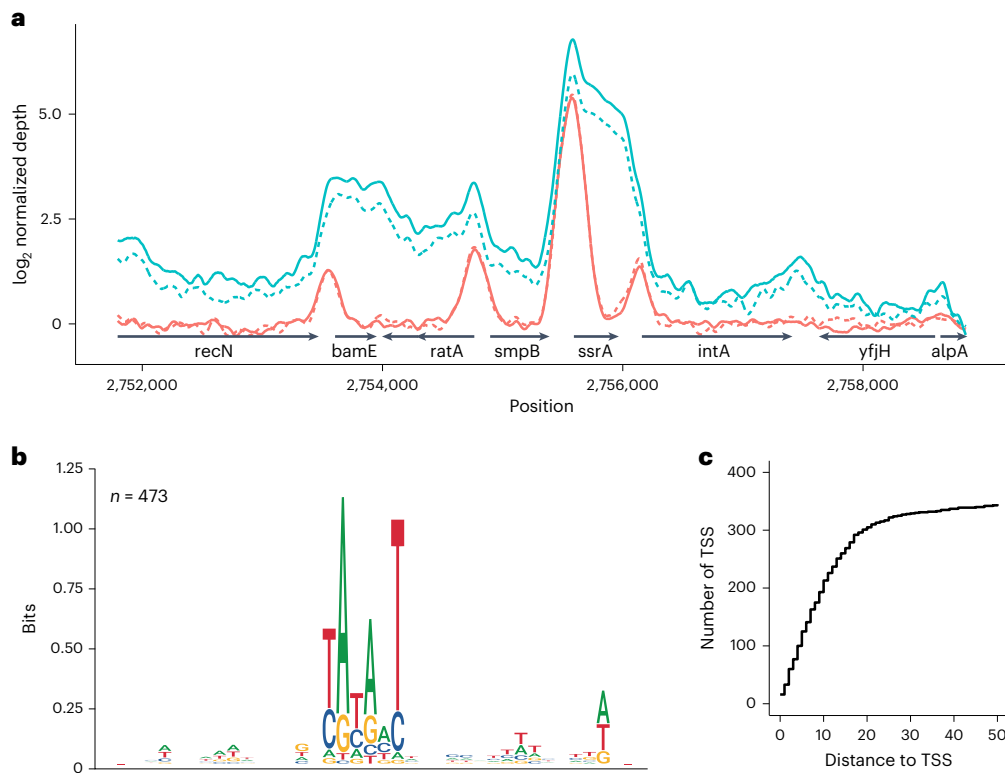 a
log2 normalized depth
5.0
2.5
0
recN
bamE
ratA
smpB
ssrA
intA
yfjH
alpA
2,752,000
2,754,000
2,756,000
2,758,000
Position
b
n = 473
Bits
1.25
1.00
0.75
0.50
0.25
0
c
Number of TSS
400
300
200
100
0
0
10
20
30
40
50
Distance to TSS